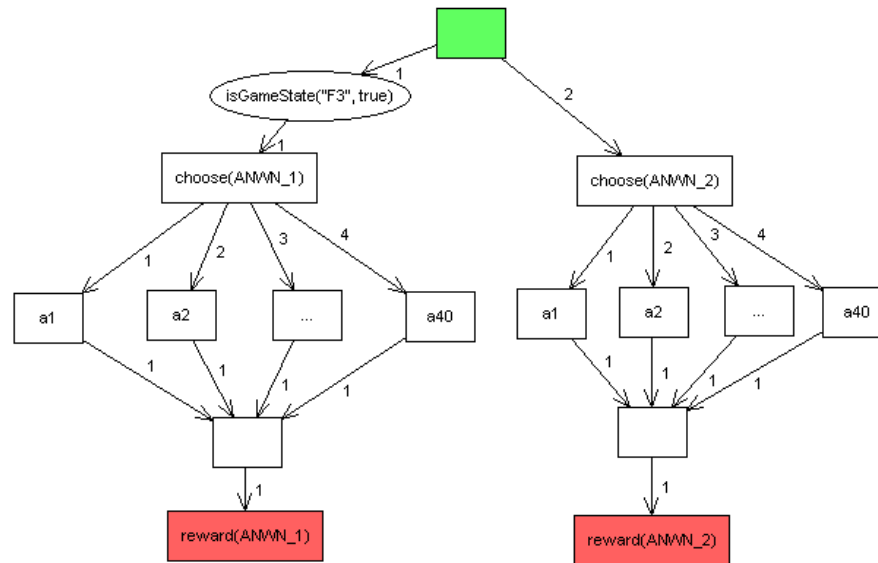 1
2
isGameState("F3", true)
1
choose(ANWN_1)
choose(ANWN_2)
1
2
3
4
1
2
3
4
a1
a2
...
a40
a1
a2
...
a40
1
1
1
1
1
1
1
1
1
1
reward(ANWN_1)
reward(ANWN_2)